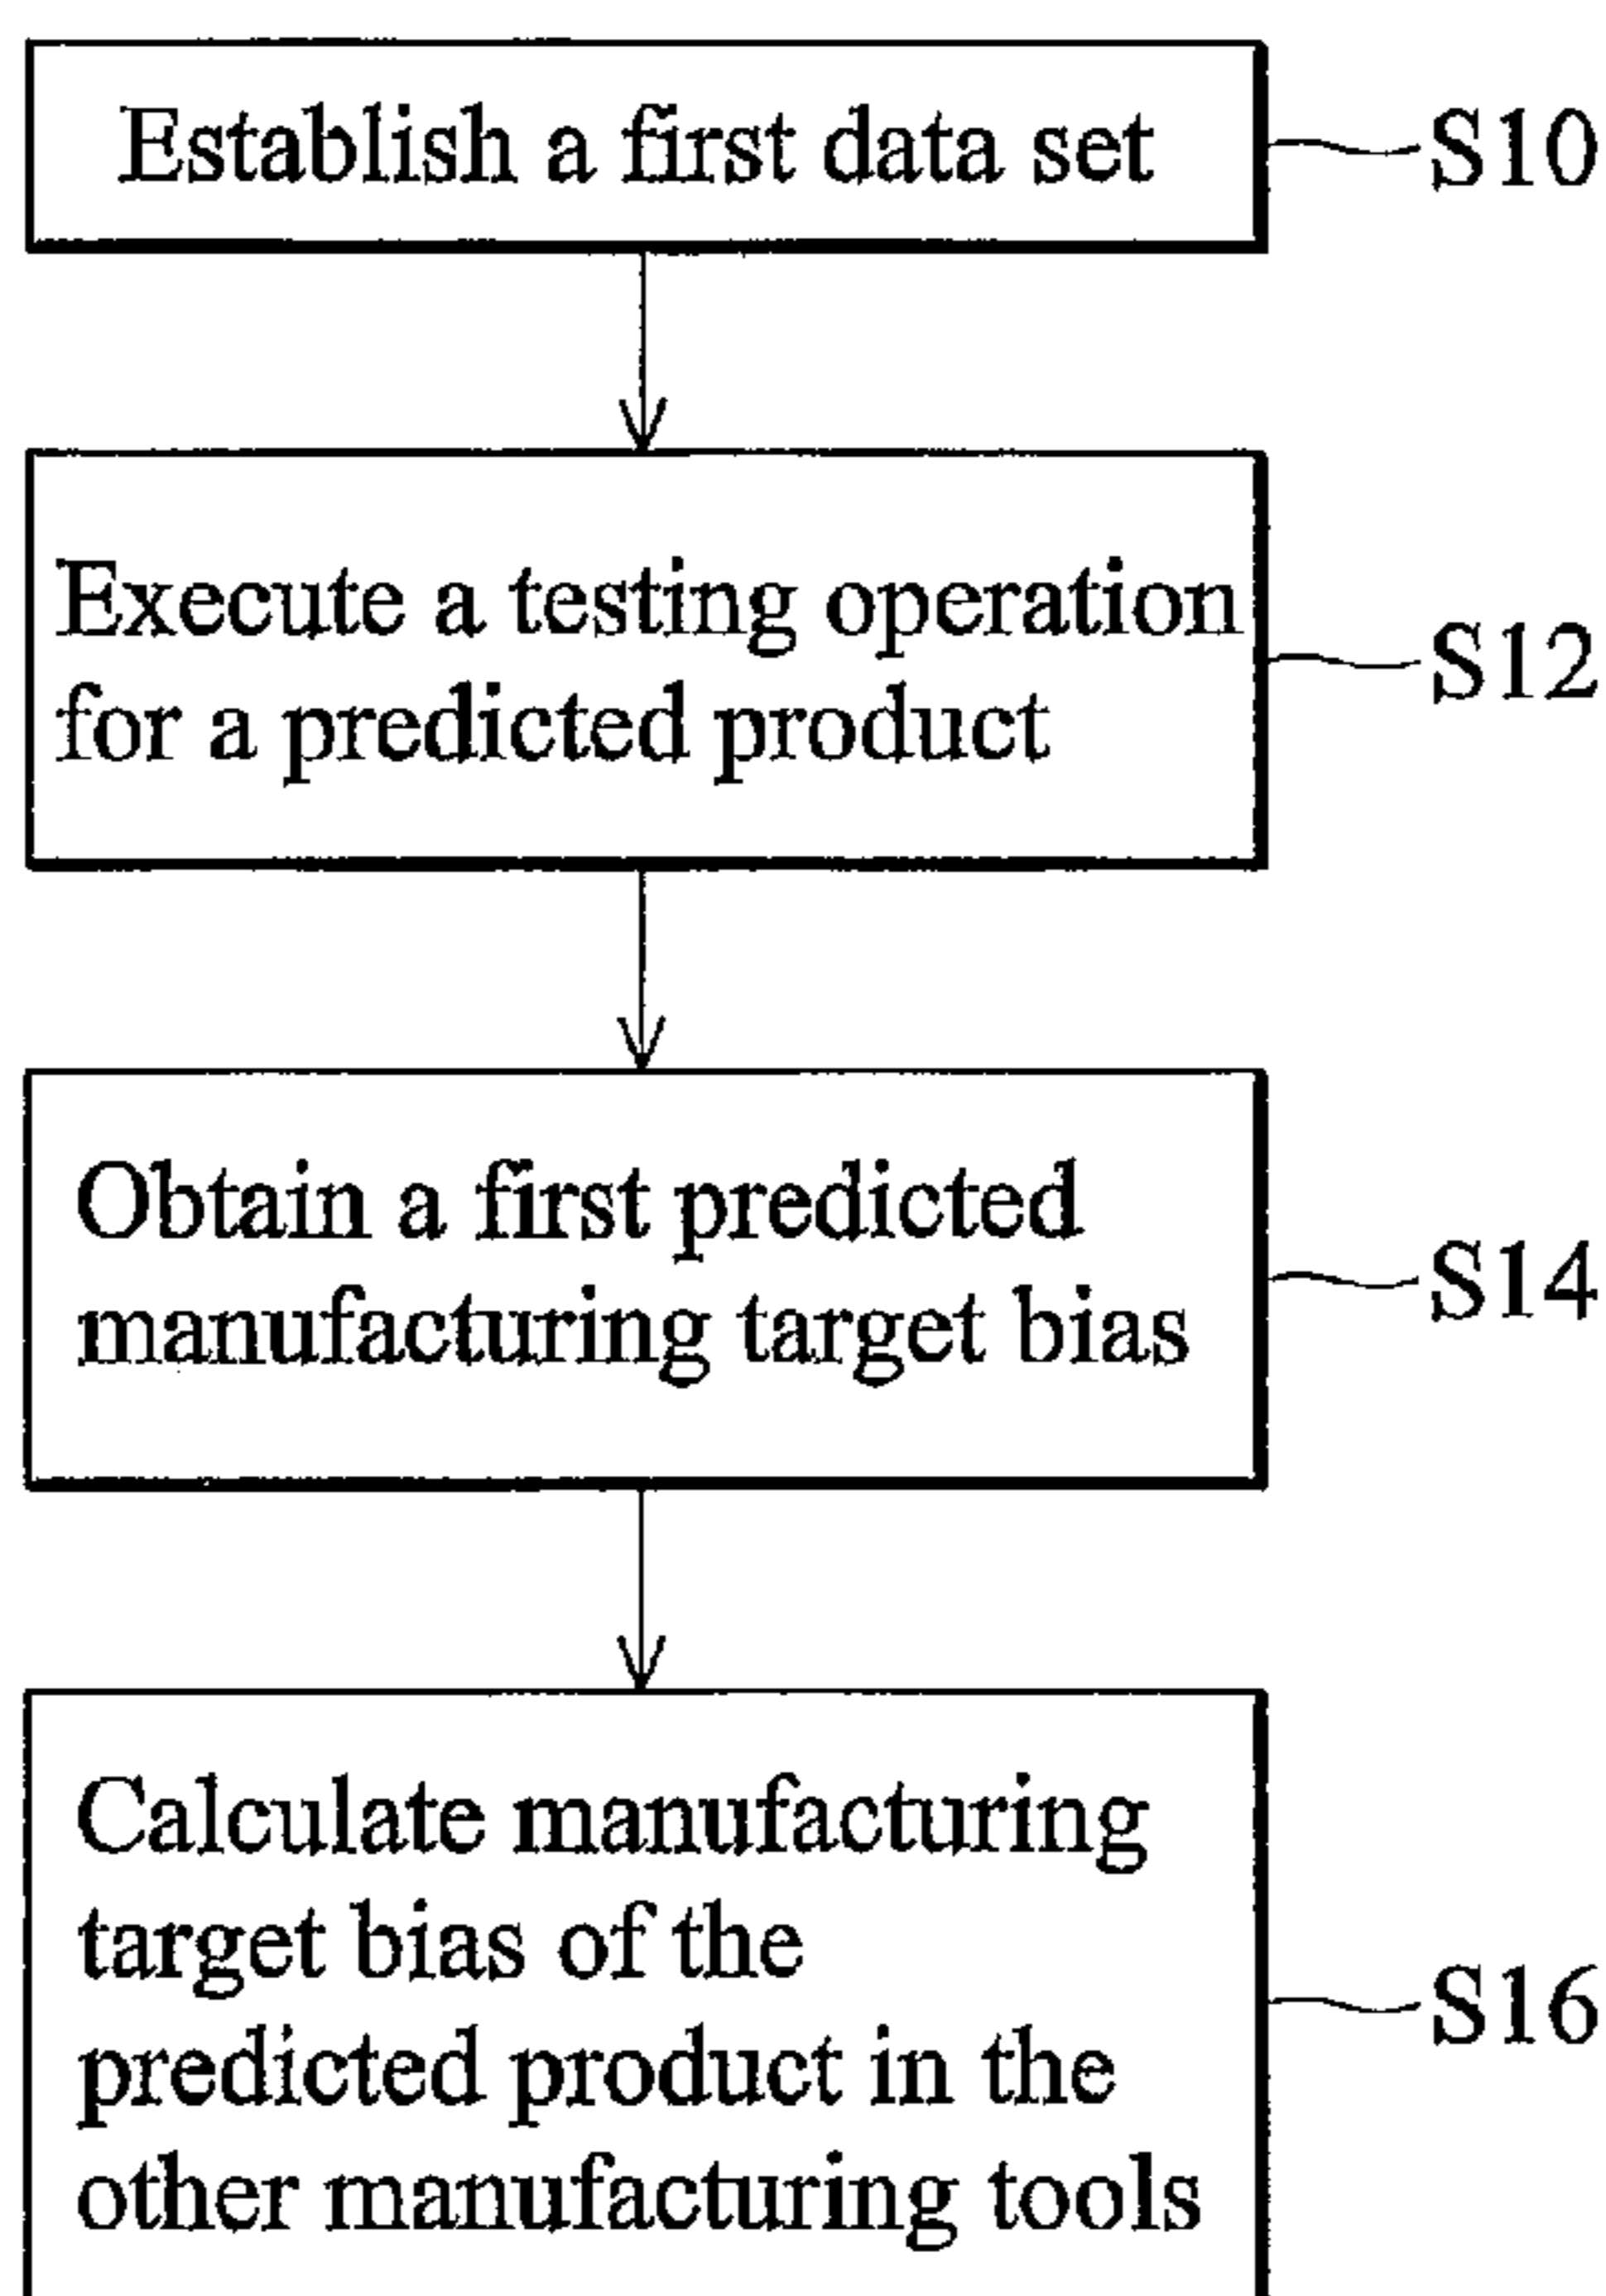 Establish a first data set
S10
Execute a testing operation
for a predicted product
S12
Obtain a first predicted
manufacturing target bias
S14
Calculate manufacturing
target bias of the
predicted product in the
other manufacturing tools
S16